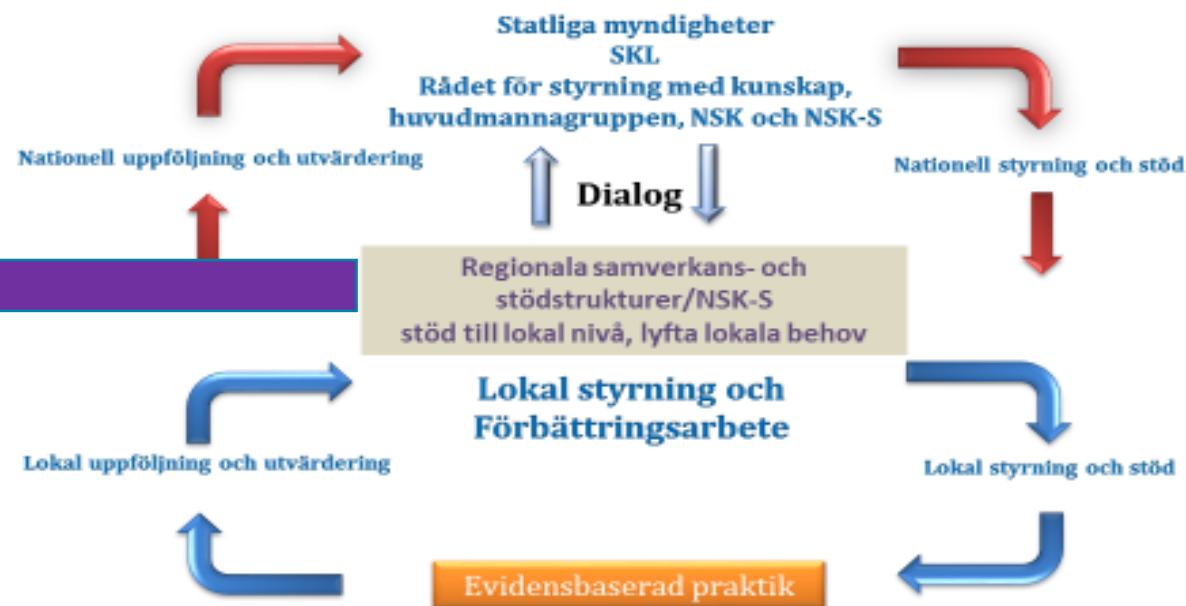 Statliga myndigheter
SKL
Rådet för styrning med kunskap,
huvudmannagruppen, NSK och NSK-S
Nationell uppföljning och utvärdering
Nationell styrning och stöd
Dialog
Regionala samverkans- och
stödstrukturer/NSK-S
stöd till lokal nivå, lyfta lokala behov
Lokal styrning och
Förbättringsarbete
Lokal uppföljning och utvärdering
Lokal styrning och stöd
Evidensbaserad praktik